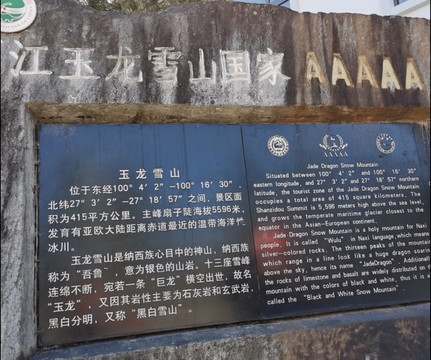 江玉龙雪山国家AAAAA
玉龙雪山
位于东经100° 4′ 2″ -100° 16′ 30″，
北纬27° 3′ 2″ -27° 18′ 57″ 之间，景区面
积为415平方公里。主峰扇子陡海拔5596米，
发育有亚欧大陆距离赤道最近的温带海洋性
冰川。
玉龙雪山是纳西族心目中的神山，纳西族
称为“吾鲁”，意为银色的山岩，十三座雪峰
连绵不断，宛若一条“巨龙”横空出世，故名
“玉龙”，又因其岩性主要为石灰岩和玄武岩，
黑白分明，又称“黑白雪山”。
Jade Dragon Snow Mountain
Situated between 100° 4′ 2″ and 100° 16′ 30″
eastern longitude, and 27° 3′ 2″ and 27° 18′ 57″ northern
latitude, the tourist zone of the Jade Dragon Snow Mountain
occupies a total area of 415 square kilometers. The
Shanzidou Summit is 5,596 meters high above the sea level,
and grows the temperate maritime glacier closest to the
equator in the Asian-European continent.
Jade Dragon Snow Mountain is a holy mountain for Naxi
people. It is called "Wulu" in Naxi language, which means
silver-colored rocks. The thirteen peaks of the mountain
which range in a line look like a huge dragon soaring
above the sky, hence its name "JadeDragon". Additionally
the rocks of limestone and basalt are widely distributed on the
mountain with the colors of black and white, thus it is also
called the "Black and White Snow Mountain".